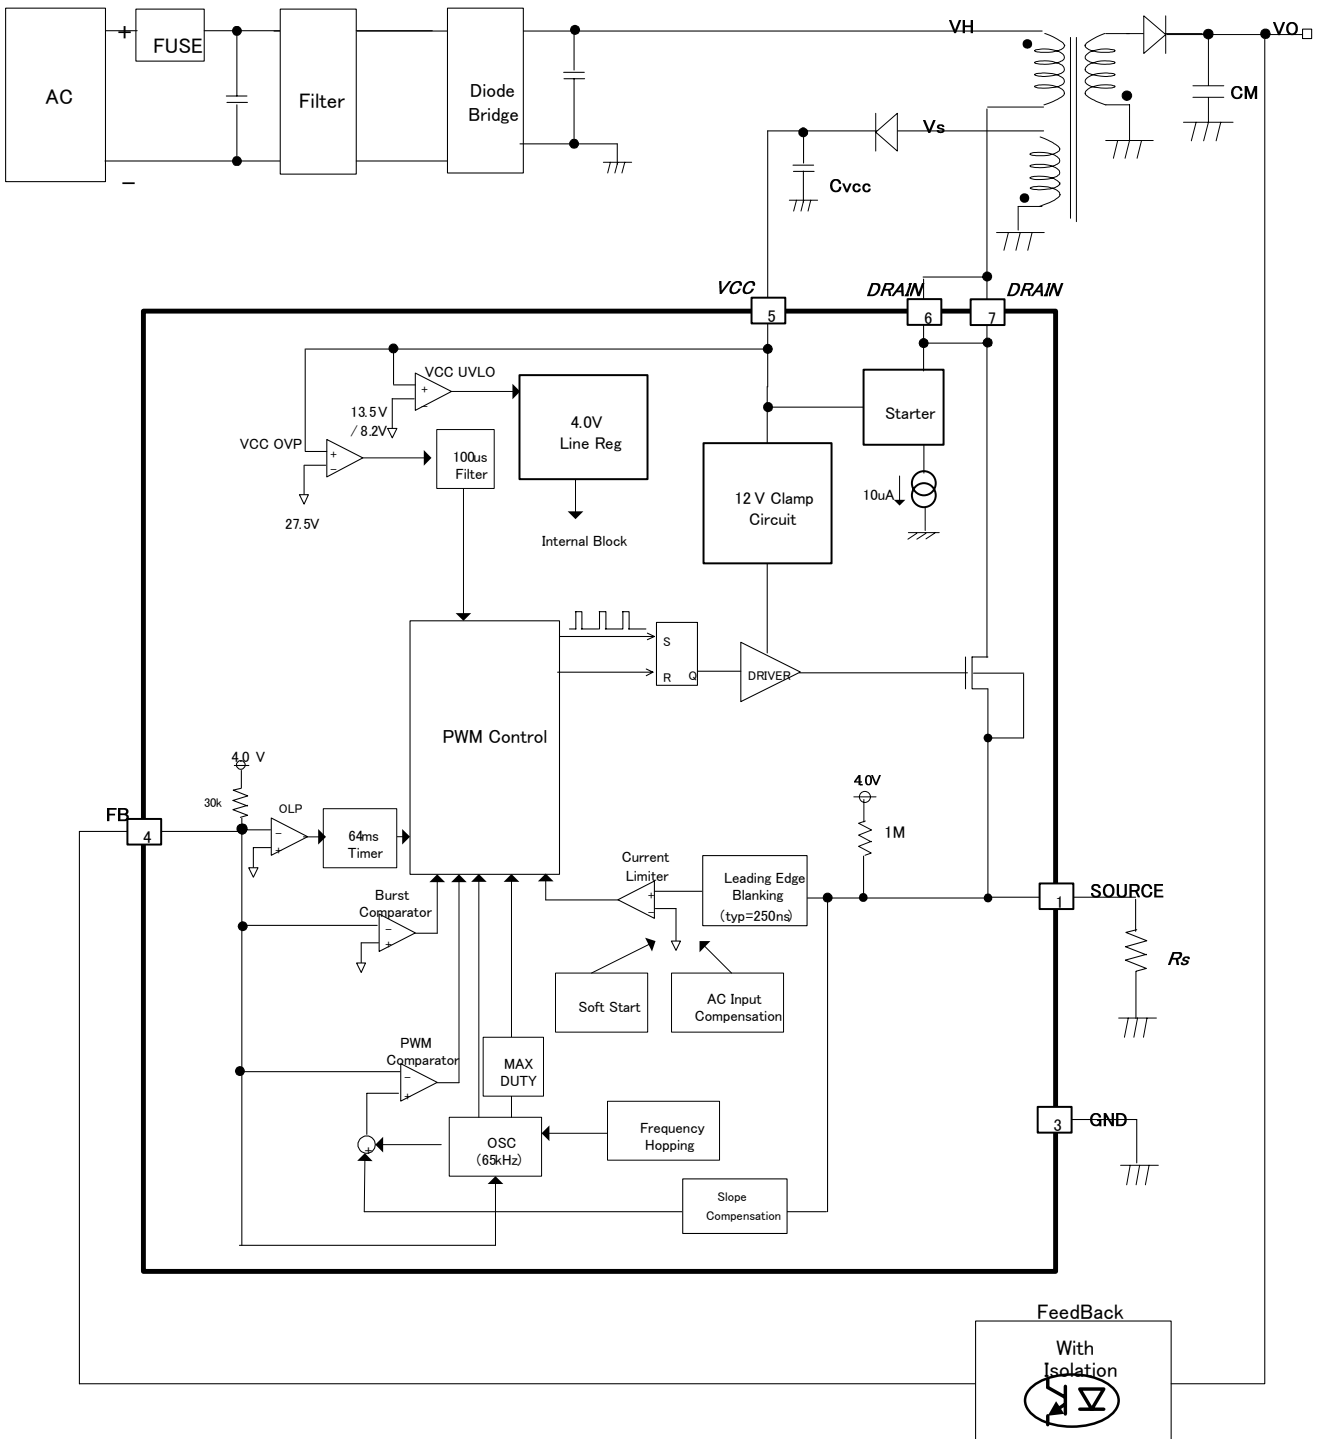 VH
VO
+
FUSE
AC
Filter
Diode
Bridge
CM
Vs
Cvcc
−
VCC
DRAIN
DRAIN
5
6
7
VCC UVLO
+
−
13.5V
/ 8.2V
4.0V
Line Reg
Starter
VCC OVP
+
−
100us
Filter
27.5V
12V Clamp
Circuit
10uA
Internal Block
S
R
Q
DRIVER
PWM Control
4.0 V
30k
OLP
FB
4
−
+
64ms
Timer
4.0V
1M
Current
Limiter
+
−
Leading Edge
Blanking
(typ=250ns)
1
SOURCE
Rs
Burst
Comparator
−
+
Soft Start
AC Input
Compensation
PWM
Comparator
−
+
MAX
DUTY
3
GND
+
OSC
(65kHz)
Frequency
Hopping
Slope
Compensation
FeedBack
With
Isolation